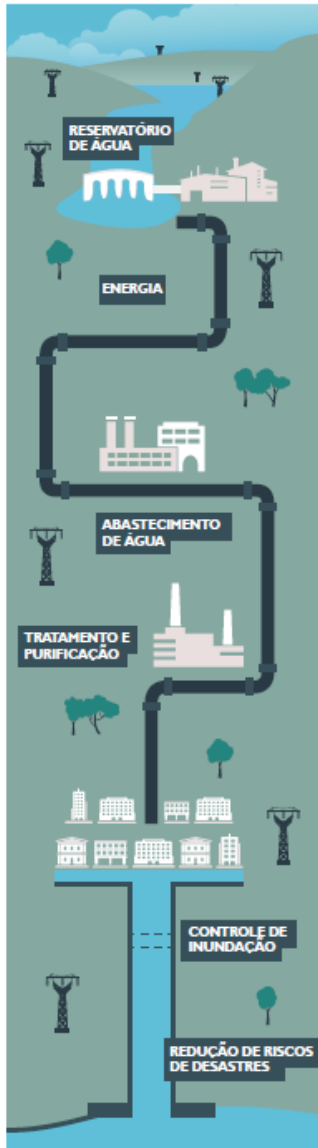 RESERVATÓRIO
DE ÁGUA
ENERGIA
ABASTECIMENTO
DE ÁGUA
TRATAMENTO E
PURIFICAÇÃO
CONTROLE DE
INUNDAÇÃO
REDUÇÃO DE RISCOS
DE DESASTRES